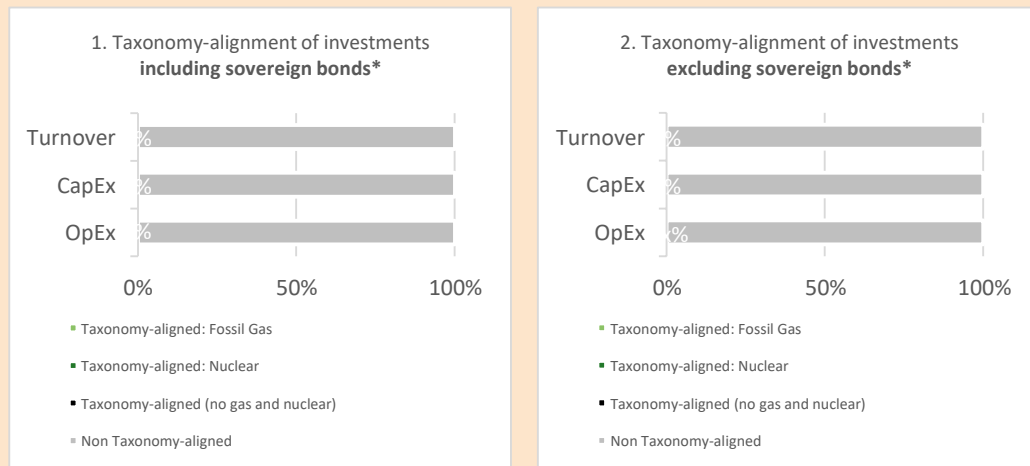 1. Taxonomy-alignment of investments
including sovereign bonds*
Turnover
%
CapEx
%
OpEx
%
0%
50%
100%
Taxonomy-aligned: Fossil Gas
Taxonomy-aligned: Nuclear
Taxonomy-aligned (no gas and nuclear)
Non Taxonomy-aligned
2. Taxonomy-alignment of investments
excluding sovereign bonds*
Turnover
%
CapEx
%
OpEx
x%
0%
50%
100%
Taxonomy-aligned: Fossil Gas
Taxonomy-aligned: Nuclear
Taxonomy-aligned (no gas and nuclear)
Non Taxonomy-aligned